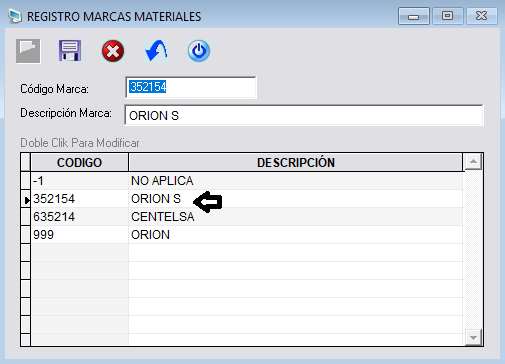 REGISTRO MARCAS MATERIALES
Código Marca: 352154
Descripción Marca: ORION S
Doble Clik Para Modificar
CODIGO DESCRIPCIÓN
-1 NO APLICA
352154 ORION S
635214 CENTELSA
999 ORION